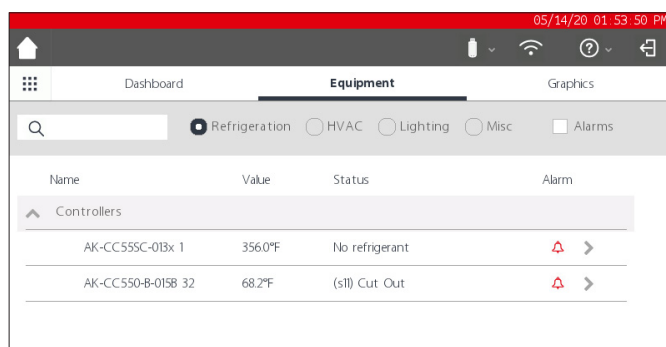 05/14/20 01:53:50 PM
Dashboard Equipment Graphics
Refrigeration HVAC Lighting Misc Alarms
Name Value Status Alarm
Controllers
AK-CC55SC-013x 1 356.0°F No refrigerant
AK-CC550-B-015B 32 68.2°F (s11) Cut Out